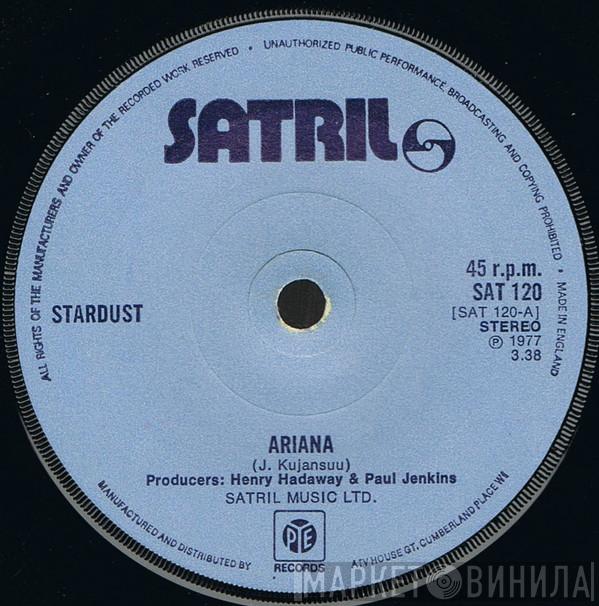 ALL RIGHTS OF THE MANUFACTURERS AND OWNER OF THE RECORDED WORK RESERVED • UNAUTHORIZED PUBLIC PERFORMANCE BROADCASTING AND COPYING PROHIBITED • MADE IN ENGLAND
SATRIL
STARDUST
45 r.p.m.
SAT 120
[SAT 120-A]
STEREO
℗ 1977
3.38
ARIANA
(J. Kujansuu)
Producers: Henry Hadaway & Paul Jenkins
SATRIL MUSIC LTD.
MANUFACTURED AND DISTRIBUTED BY
PYE
RECORDS
ATV HOUSE GT. CUMBERLAND PLACE W1
МАРКЕТ ВИНИЛА